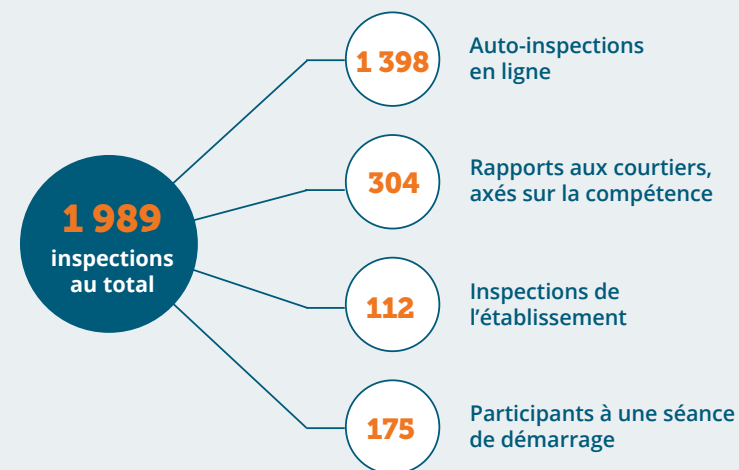 1 989
inspections
au total
1 398
Auto-inspections
en ligne
304
Rapports aux courtiers,
axés sur la compétence
112
Inspections de
l’établissement
175
Participants à une séance
de démarrage